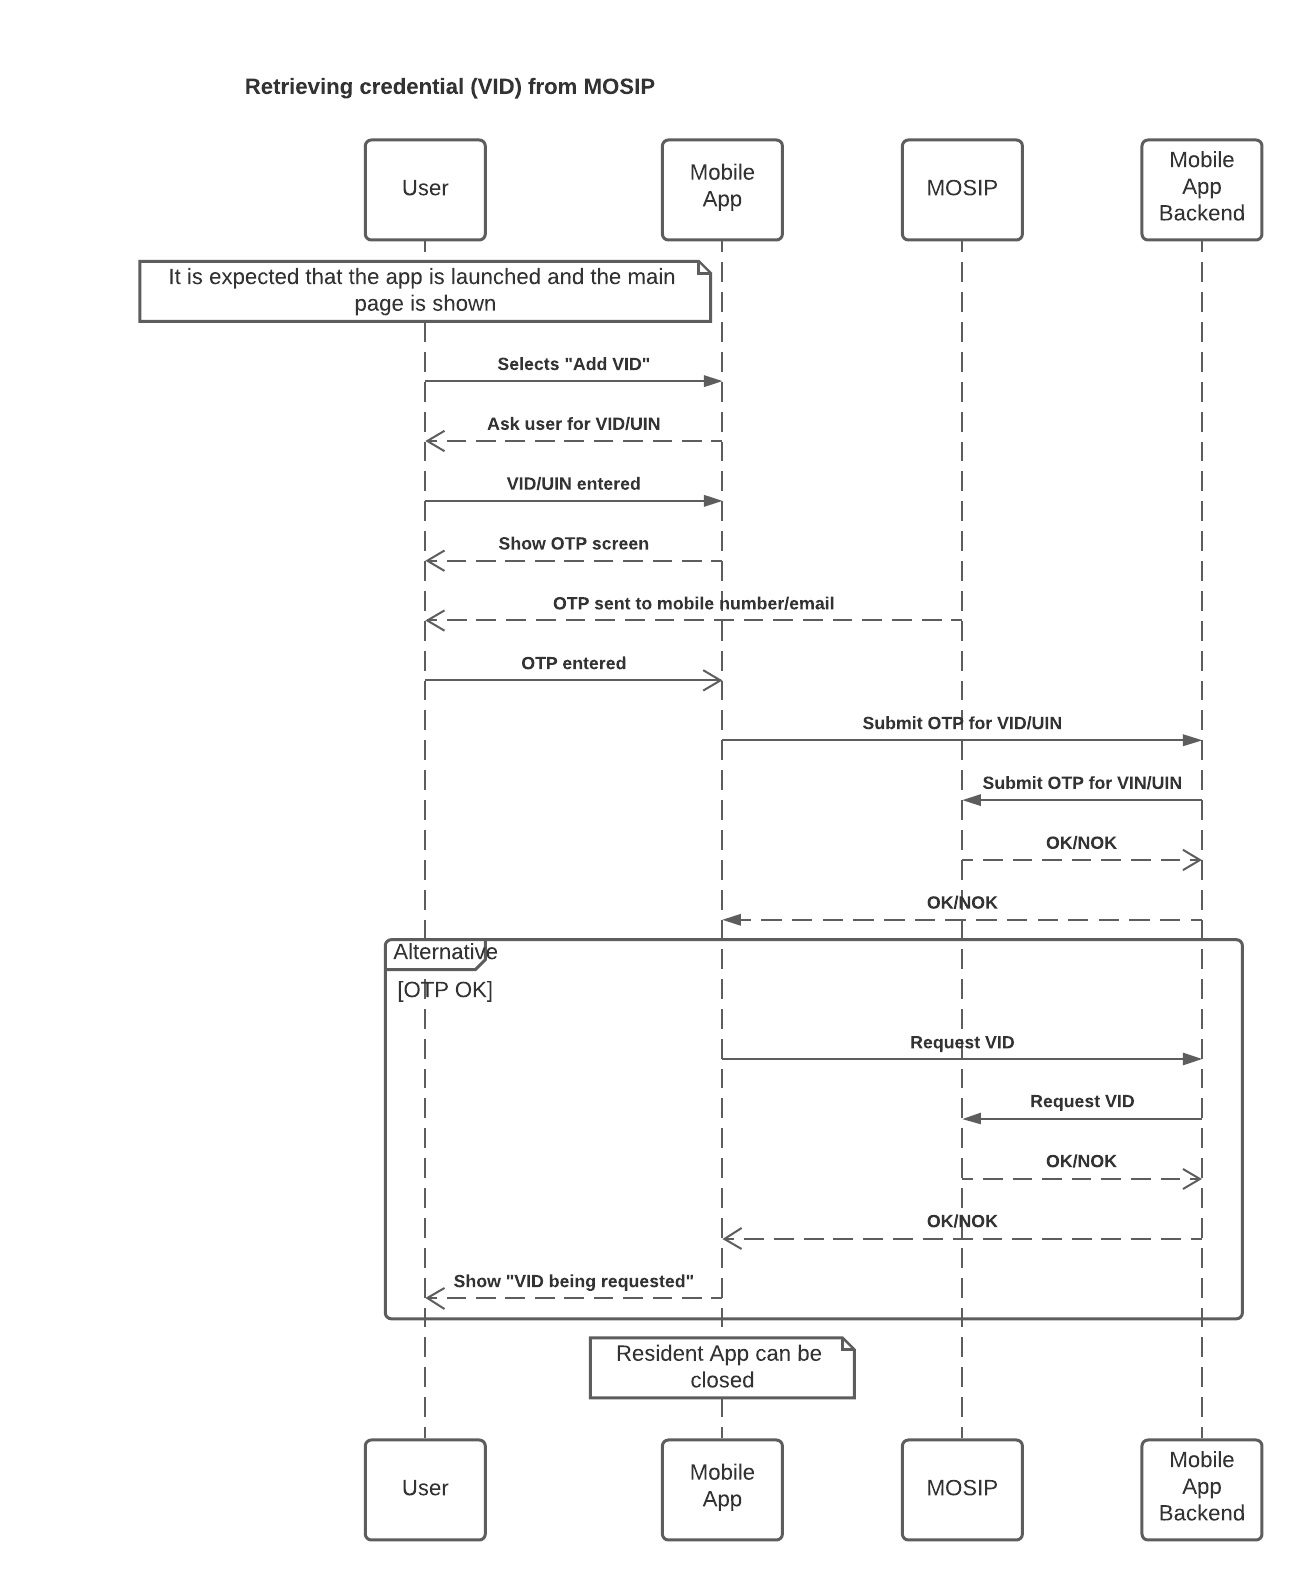 Retrieving credential (VID) from MOSIP
User
Mobile
App
MOSIP
Mobile
App
Backend
It is expected that the app is launched and the main
page is shown
Selects "Add VID"
Ask user for VID/UIN
VID/UIN entered
Show OTP screen
OTP sent to mobile number/email
OTP entered
Submit OTP for VID/UIN
Submit OTP for VIN/UIN
OK/NOK
OK/NOK
Alternative
[OTP OK]
Request VID
Request VID
OK/NOK
OK/NOK
Show "VID being requested"
Resident App can be
closed
User
Mobile
App
MOSIP
Mobile
App
Backend